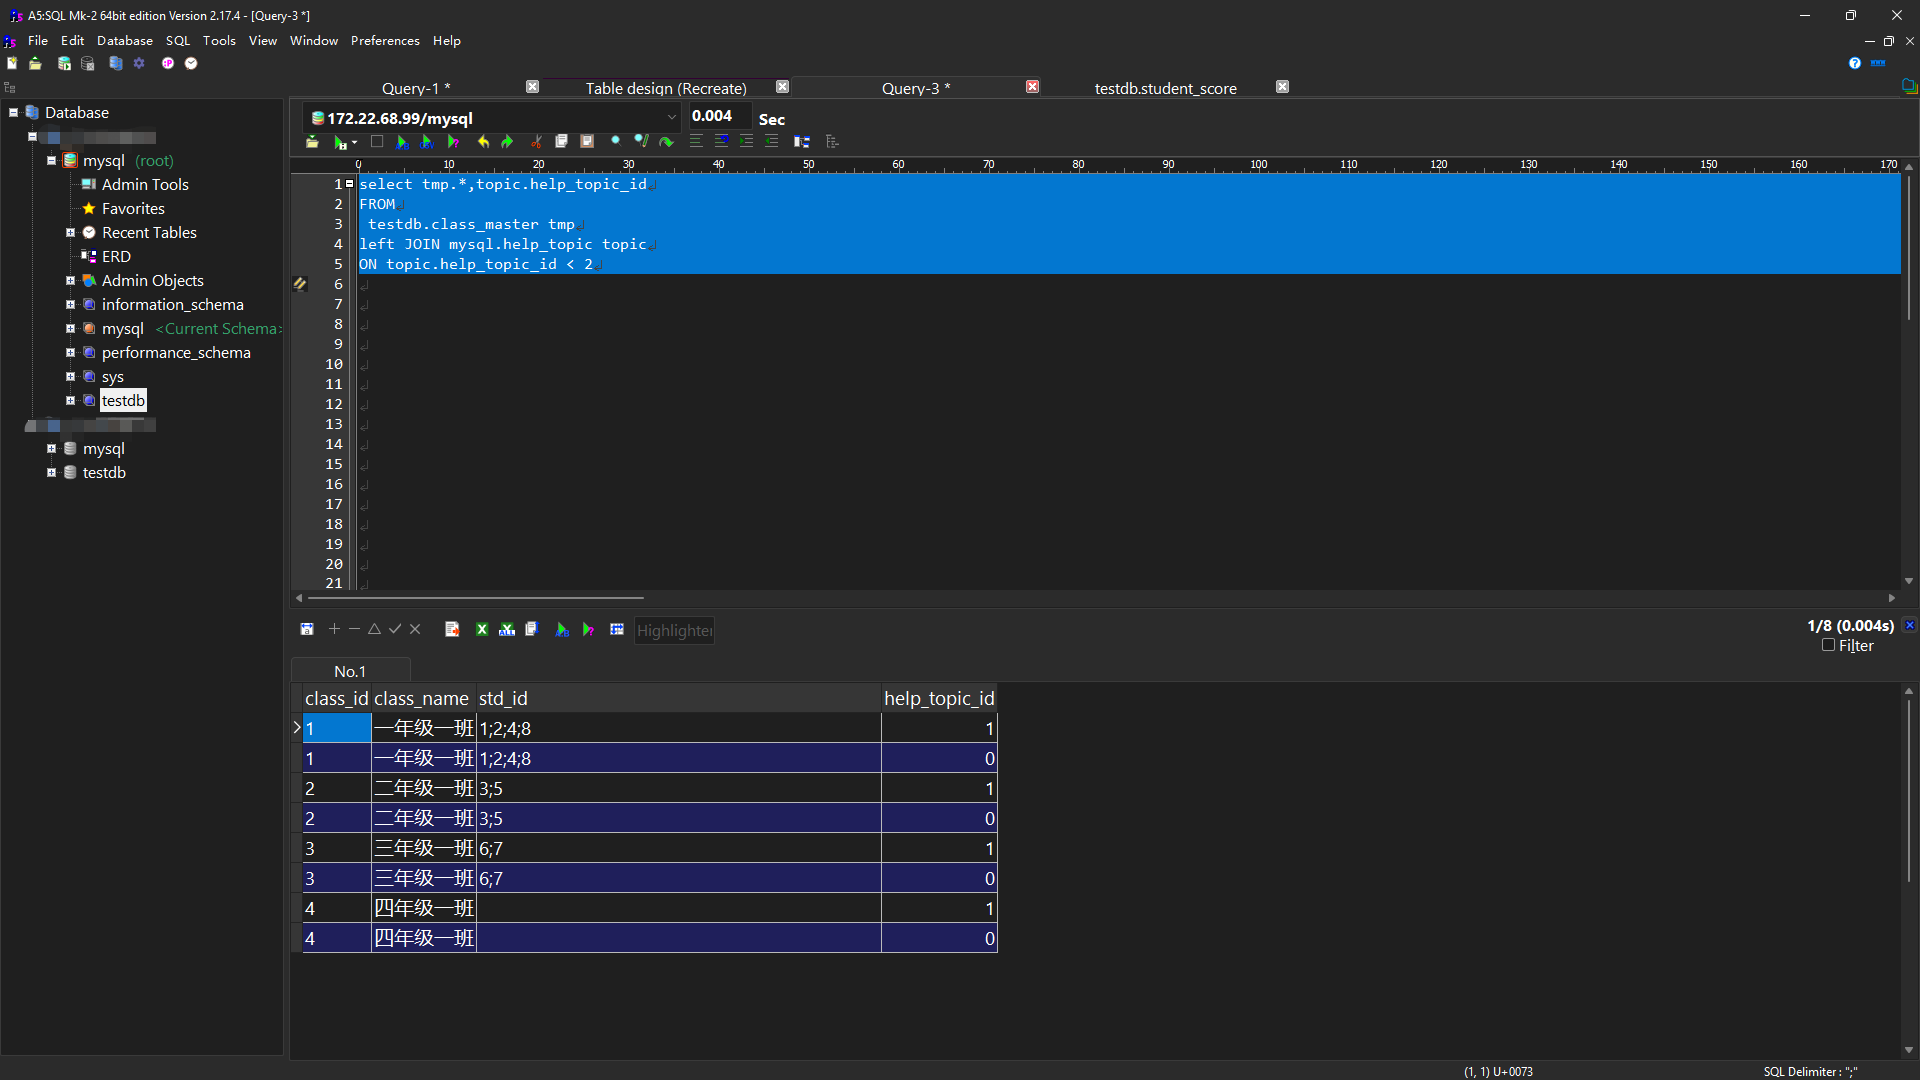 A5:SQL Mk-2 64bit edition Version 2.17.4 - [Query-3 *]
File Edit Database SQL Tools View Window Preferences Help
Query-1 * Table design (Recreate) Query-3 * testdb.student_score
Database
mysql (root)
Admin Tools
Favorites
Recent Tables
ERD
Admin Objects
information_schema
mysql <Current Schema>
performance_schema
sys
testdb
mysql
testdb
172.22.68.99/mysql 0.004 Sec
0 10 20 30 40 50 60 70 80 90 100 110 120 130 140 150 160 170
1 select tmp.*,topic.help_topic_id
2 FROM
3 testdb.class_master tmp
4 left JOIN mysql.help_topic topic
5 ON topic.help_topic_id < 2
6
7
8
9
10
11
12
13
14
15
16
17
18
19
20
21
Highlighter 1/8 (0.004s)
Filter
No.1
class_id class_name std_id help_topic_id
1 一年级一班 1;2;4;8 1
1 一年级一班 1;2;4;8 0
2 二年级一班 3;5 1
2 二年级一班 3;5 0
3 三年级一班 6;7 1
3 三年级一班 6;7 0
4 四年级一班 1
4 四年级一班 0
(1, 1) U+0073 SQL Delimiter : ";"